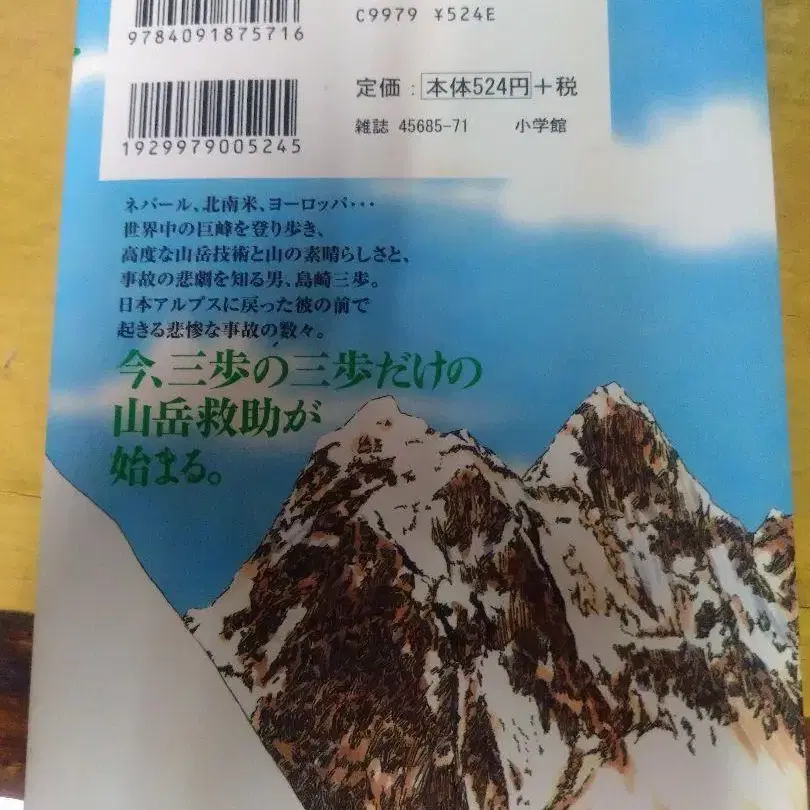 9784091875716
C9979 ¥524E
定価：本体524円＋税
1929979005245
雑誌 45685-71 小学館
ネパール、北南米、ヨーロッパ・・・
世界中の巨峰を登り歩き、
高度な山岳技術と山の素晴らしさと、
事故の悲劇を知る男、島崎三歩。
日本アルプスに戻った彼の前で
起きる悲惨な事故の数々。
今、三歩の三歩だけの
山岳救助が
始まる。